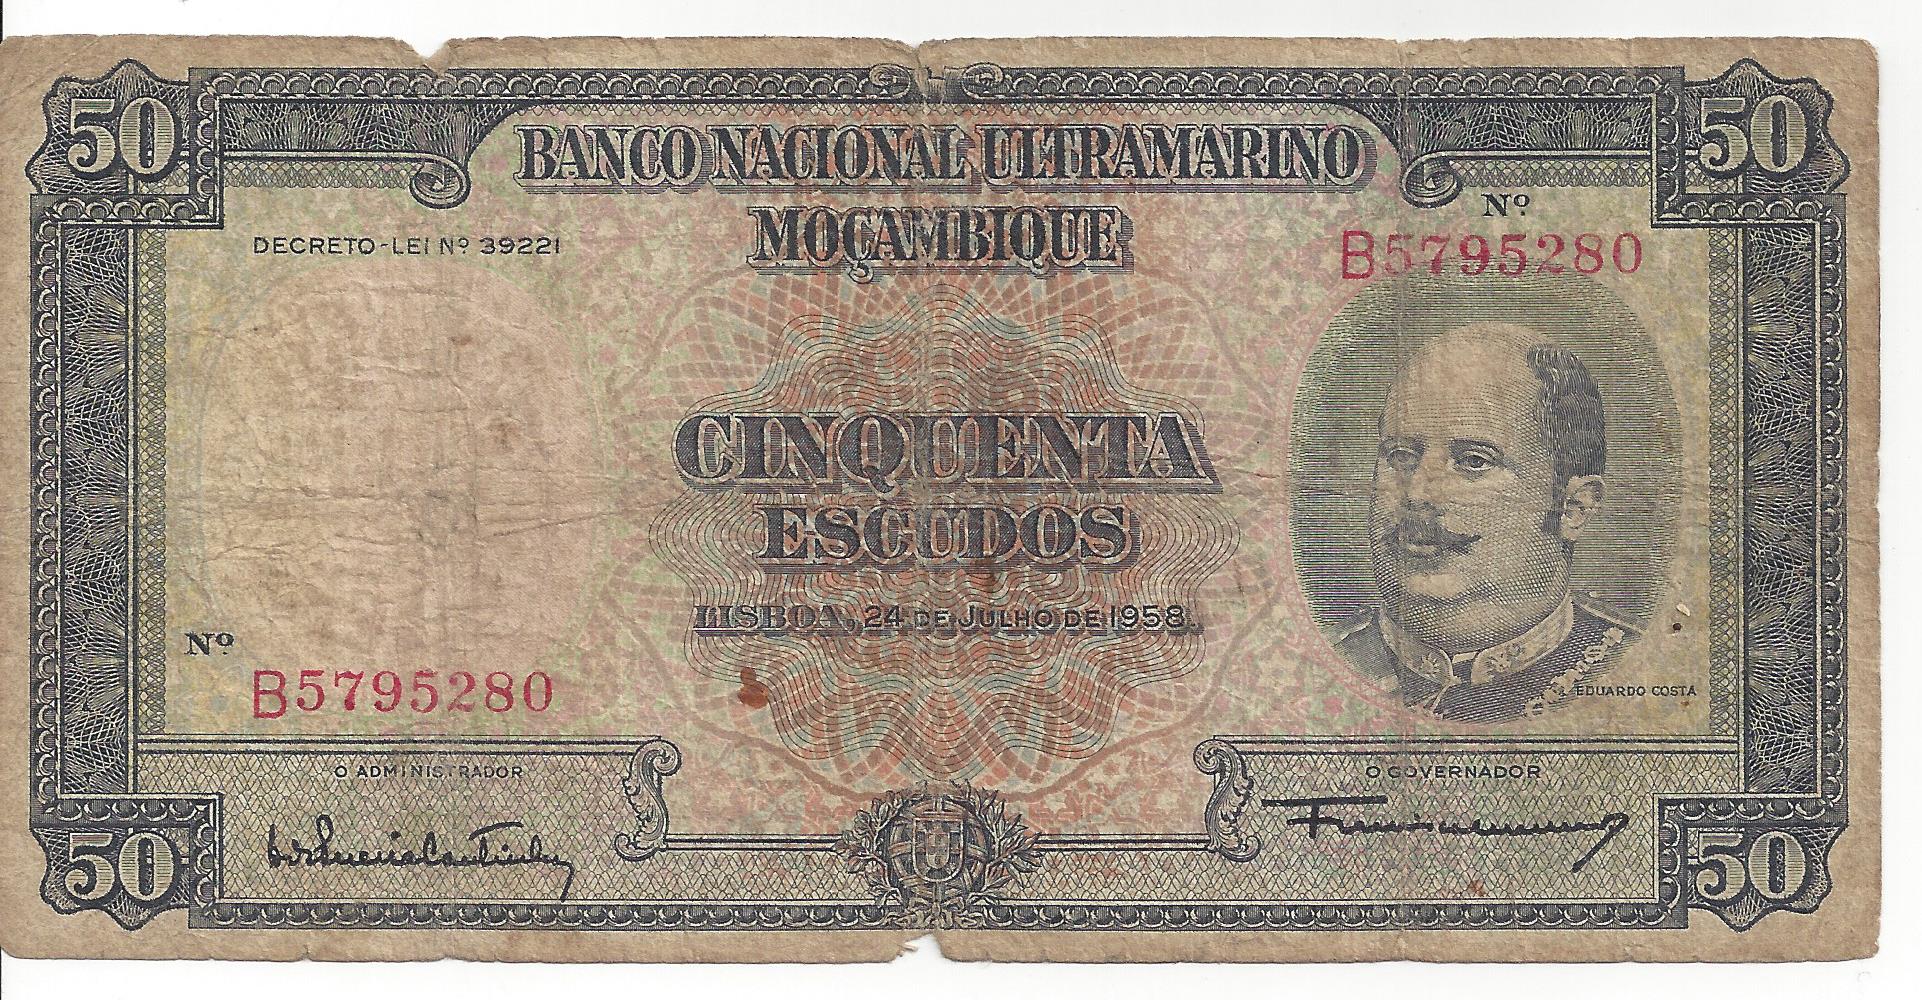 50
50
BANCO NACIONAL ULTRAMARINO
MOÇAMBIQUE
Nº
DECRETO-LEI Nº 39221
B5795280
CINQUENTA
ESCUDOS
LISBOA, 24 DE JULHO DE 1958.
Nº
B5795280
EDUARDO COSTA
O ADMINISTRADOR
O GOVERNADOR
50
50